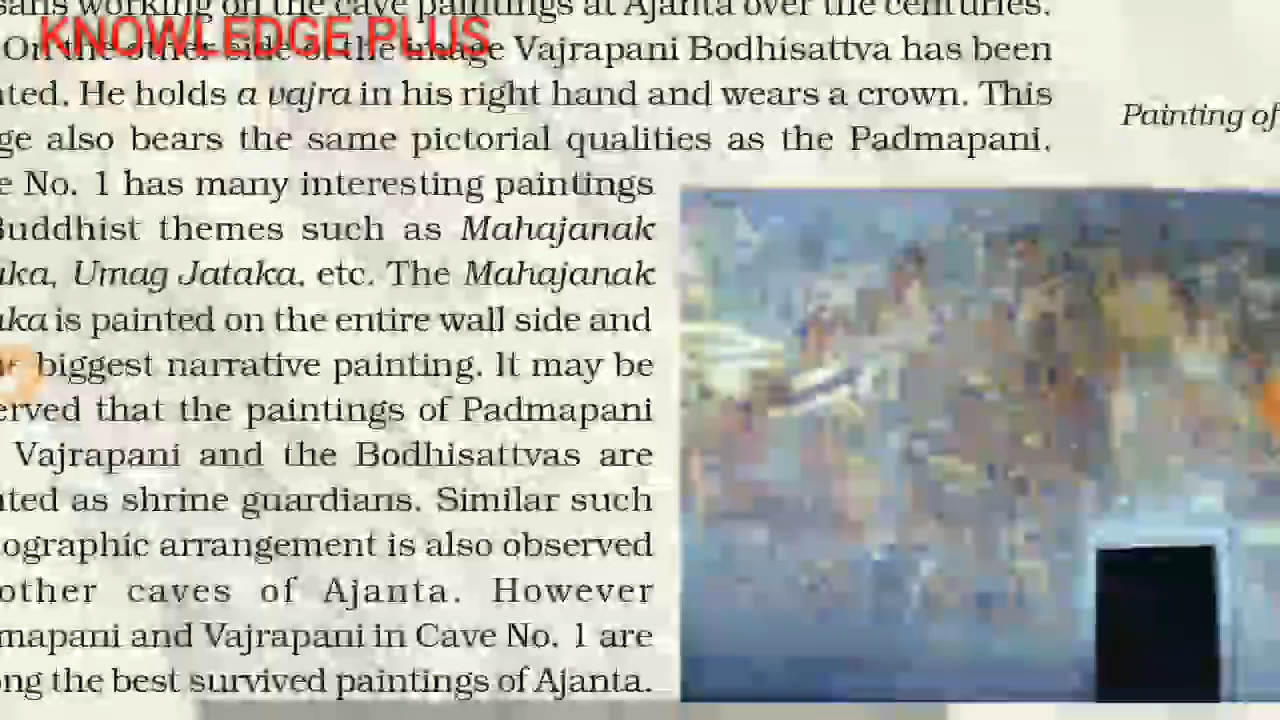 sans working on the cave paintings at Ajanta over the centuries.
KNOWLEDGE PLUS
On the other side of the image Vajrapani Bodhisattva has been
nted. He holds a vajra in his right hand and wears a crown. This
Painting of
ge also bears the same pictorial qualities as the Padmapani.
e No. 1 has many interesting paintings
Buddhist themes such as Mahajanak
aka, Umag Jataka, etc. The Mahajanak
aka is painted on the entire wall side and
biggest narrative painting. It may be
erved that the paintings of Padmapani
Vajrapani and the Bodhisattvas are
nted as shrine guardians. Similar such
ographic arrangement is also observed
other caves of Ajanta. However
mapani and Vajrapani in Cave No. 1 are
ong the best survived paintings of Ajanta.